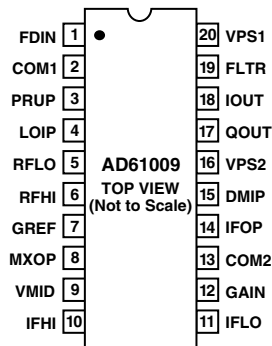 FDIN 1 20 VPS1
COM1 2 19 FLTR
PRUP 3 18 IOUT
LOIP 4 17 QOUT
RFLO 5 AD61009 16 VPS2
RFHI 6 TOP VIEW 15 DMIP
(Not to Scale)
GREF 7 14 IFOP
MXOP 8 13 COM2
VMID 9 12 GAIN
IFHI 10 11 IFLO